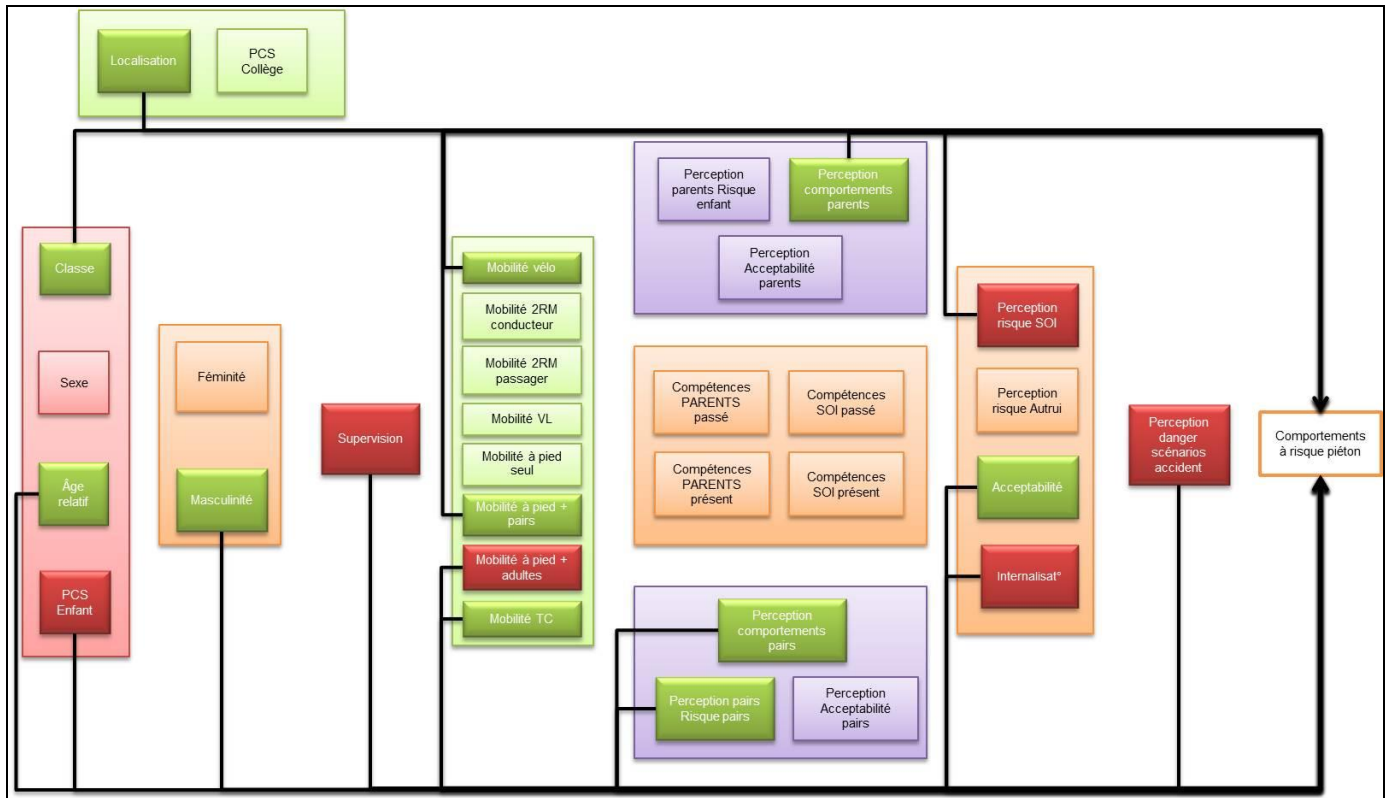 Localisation
PCS
Collège
Classe
Sexe
Âge
relatif
PCS
Enfant
Féminité
Masculinité
Supervision
Mobilité vélo
Mobilité 2RM
conducteur
Mobilité 2RM
passager
Mobilité VL
Mobilité à pied
seul
Mobilité à pied +
pairs
Mobilité à pied +
adultes
Mobilité TC
Perception
parents Risque
enfant
Perception
comportements
parents
Perception
Acceptabilité
parents
Compétences
PARENTS
passé
Compétences
SOI passé
Compétences
PARENTS
présent
Compétences
SOI présent
Perception
comportements
pairs
Perception pairs
Risque pairs
Perception
Acceptabilité
pairs
Perception
risque SOI
Perception
risque Autrui
Acceptabilité
Internalisat°
Perception
danger
scénarios
accident
Comportements
à risque piéton